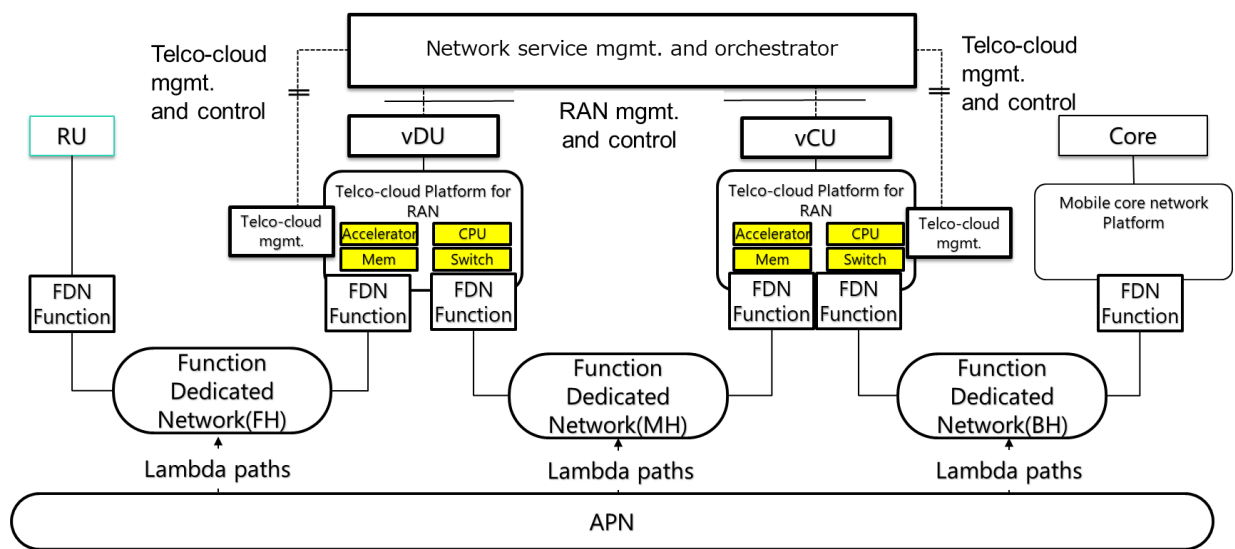 Network service mgmt. and orchestrator
Telco-cloud
mgmt.
and control
Telco-cloud
mgmt.
and control
RAN mgmt.
and control
RU
vDU
vCU
Core
Telco-cloud Platform for
RAN
Accelerator
CPU
Mem
Switch
Telco-cloud
mgmt.
Telco-cloud Platform for
RAN
Accelerator
CPU
Mem
Switch
Telco-cloud
mgmt.
Mobile core network
Platform
FDN
Function
FDN
Function
FDN
Function
FDN
Function
FDN
Function
FDN
Function
Function
Dedicated
Network(FH)
Function
Dedicated
Network(MH)
Function
Dedicated
Network(BH)
Lambda paths
Lambda paths
Lambda paths
APN